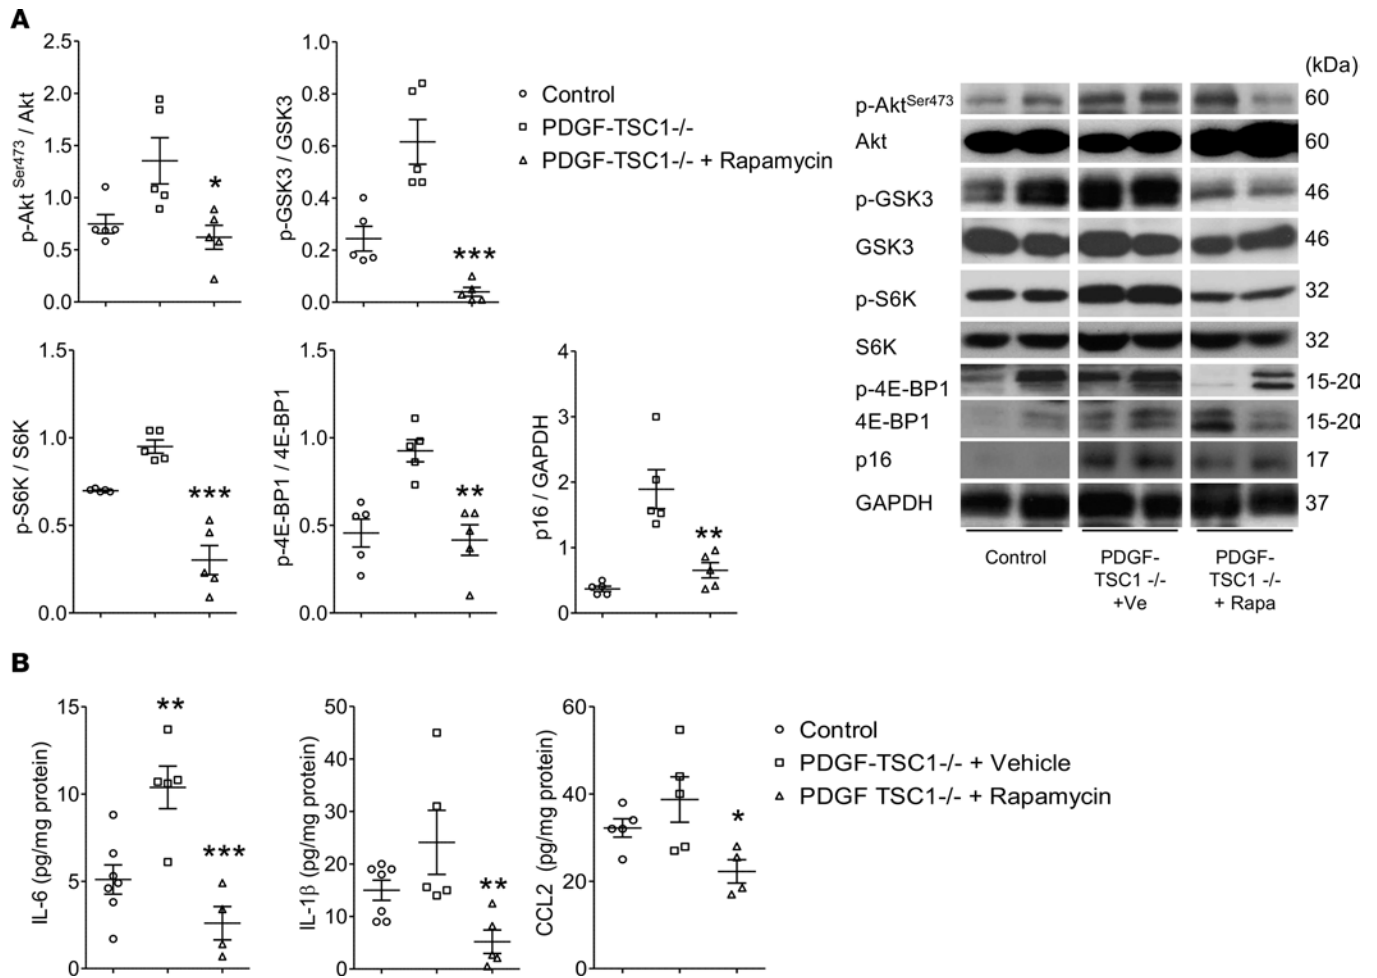 A
p-Akt Ser473 / Akt
2.5
2.0
1.5
1.0
0.5
0.0
*
p-GSK3 / GSK3
1.0
0.8
0.6
0.4
0.2
0.0
***
Control
PDGF-TSC1-/-
PDGF-TSC1-/- + Rapamycin
p-S6K / S6K
1.5
1.0
0.5
0.0
***
p-4E-BP1 / 4E-BP1
1.5
1.0
0.5
0.0
**
p16 / GAPDH
4
3
2
1
0
**
(kDa)
p-AktSer473 60
Akt 60
p-GSK3 46
GSK3 46
p-S6K 32
S6K 32
p-4E-BP1 15-20
4E-BP1 15-20
p16 17
GAPDH 37
Control
PDGF-
TSC1 -/-
+Ve
PDGF-
TSC1 -/-
+ Rapa
B
IL-6 (pg/mg protein)
15
10
5
0
**
***
IL-1β (pg/mg protein)
50
40
30
20
10
0
**
CCL2 (pg/mg protein)
60
40
20
0
*
Control
PDGF-TSC1-/- + Vehicle
PDGF TSC1-/- + Rapamycin